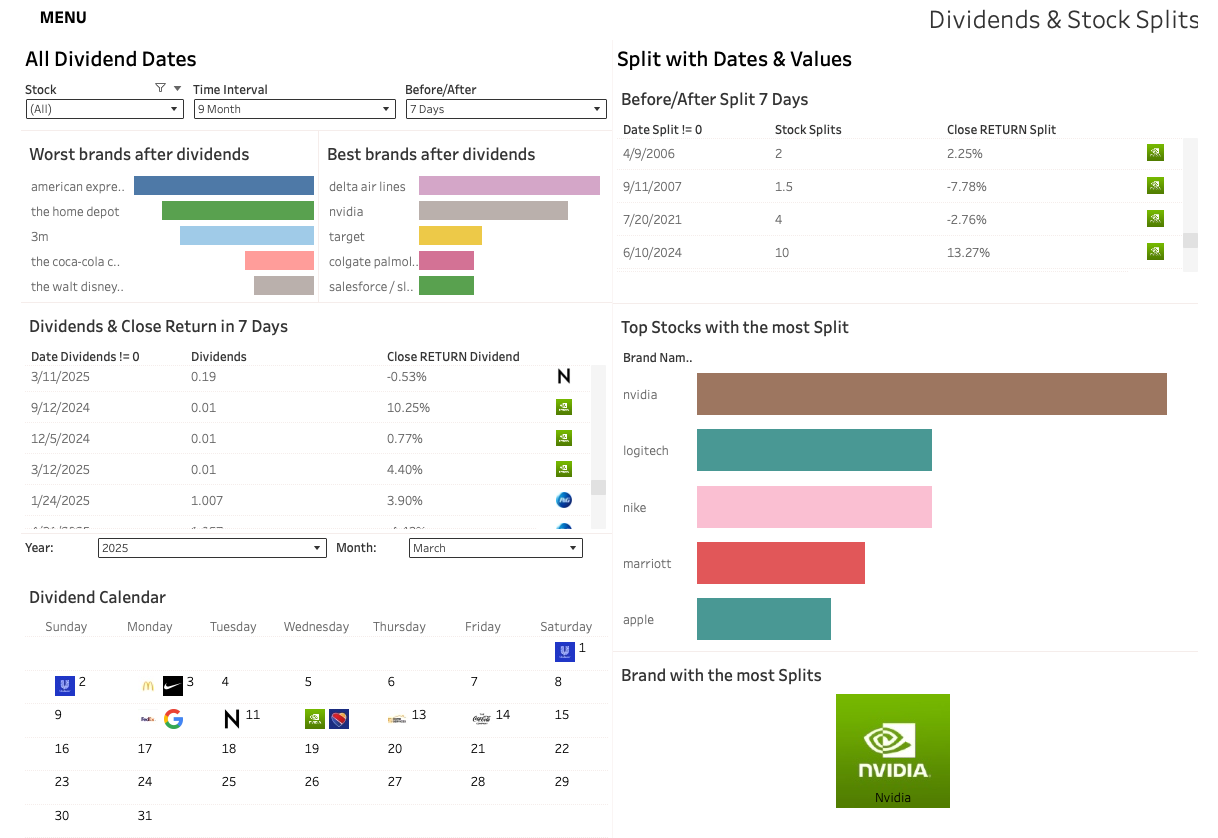 MENU
Dividends & Stock Splits
All Dividend Dates
Stock
Time Interval
Before/After
(All)
9 Month
7 Days
Worst brands after dividends
american expre..
the home depot
3m
the coca-cola c..
the walt disney..
Best brands after dividends
delta air lines
nvidia
target
colgate palmol..
salesforce / sl..
Dividends & Close Return in 7 Days
Date Dividends != 0 Dividends Close RETURN Dividend
3/11/2025 0.19 -0.53% N
9/12/2024 0.01 10.25%
12/5/2024 0.01 0.77%
3/12/2025 0.01 4.40%
1/24/2025 1.007 3.90% P&G
Year: 2025 Month: March
Dividend Calendar
Sunday Monday Tuesday Wednesday Thursday Friday Saturday
1
2 3 4 5 6 7 8
9 FedEx G N 11 13 Coca-Cola 14 15
16 17 18 19 20 21 22
23 24 25 26 27 28 29
30 31
Split with Dates & Values
Before/After Split 7 Days
Date Split != 0 Stock Splits Close RETURN Split
4/9/2006 2 2.25%
9/11/2007 1.5 -7.78%
7/20/2021 4 -2.76%
6/10/2024 10 13.27%
Top Stocks with the most Split
Brand Nam..
nvidia
logitech
nike
marriott
apple
Brand with the most Splits
NVIDIA.
Nvidia